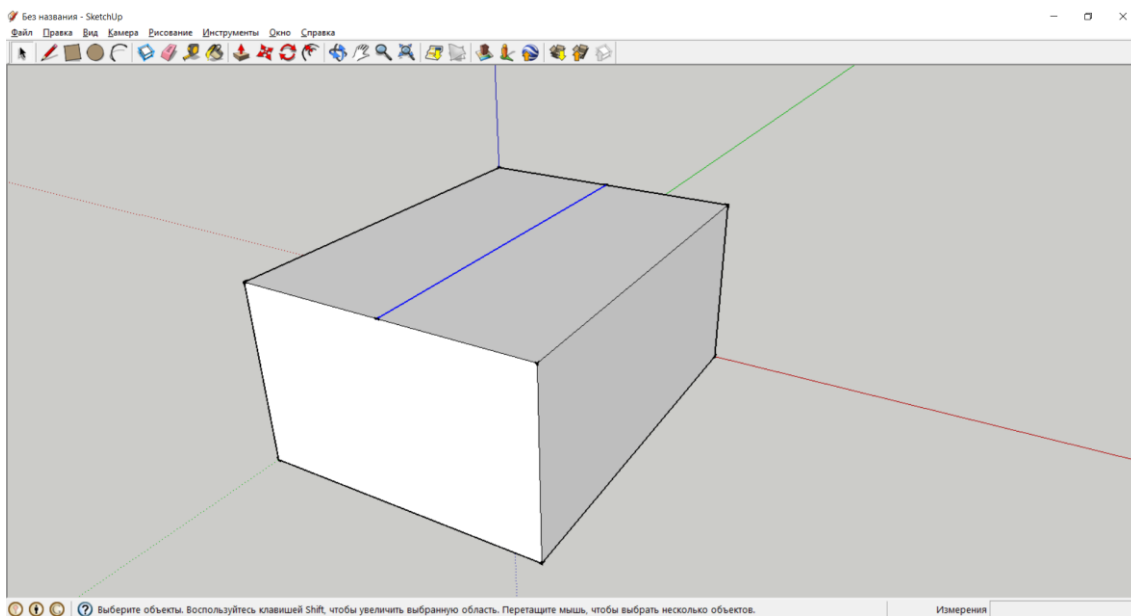 Без названия - SketchUp
Файл Правка Вид Камера Рисование Инструменты Окно Справка
Выберите объекты. Воспользуйтесь клавишей Shift, чтобы увеличить выбранную область. Перетащите мышь, чтобы выбрать несколько объектов.
Измерения